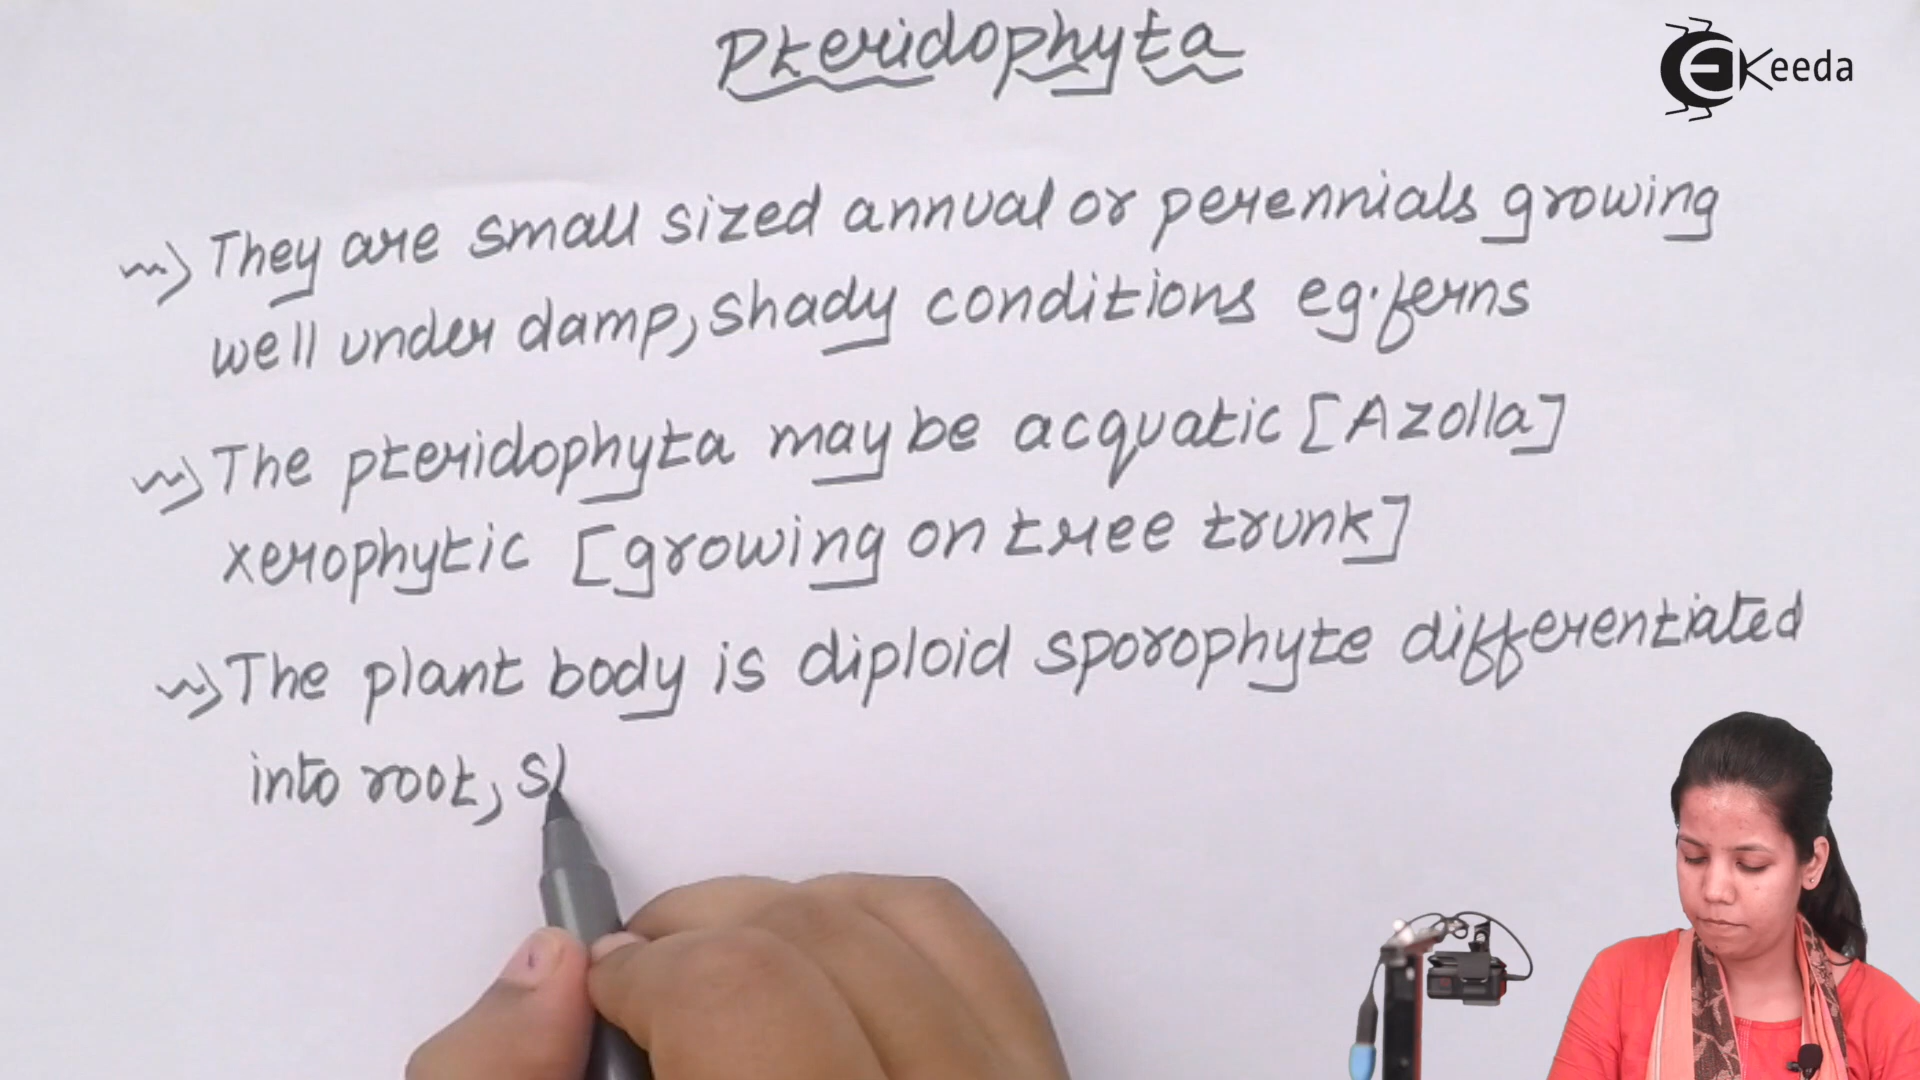 Pteridophyta
EKeeda
They are small sized annual or perennials growing
well under damp, shady conditions eg. ferns
The pteridophyta may be acquatic [Azolla]
xerophytic [growing on tree trunk]
The plant body is diploid sporophyte differentiated
into root,